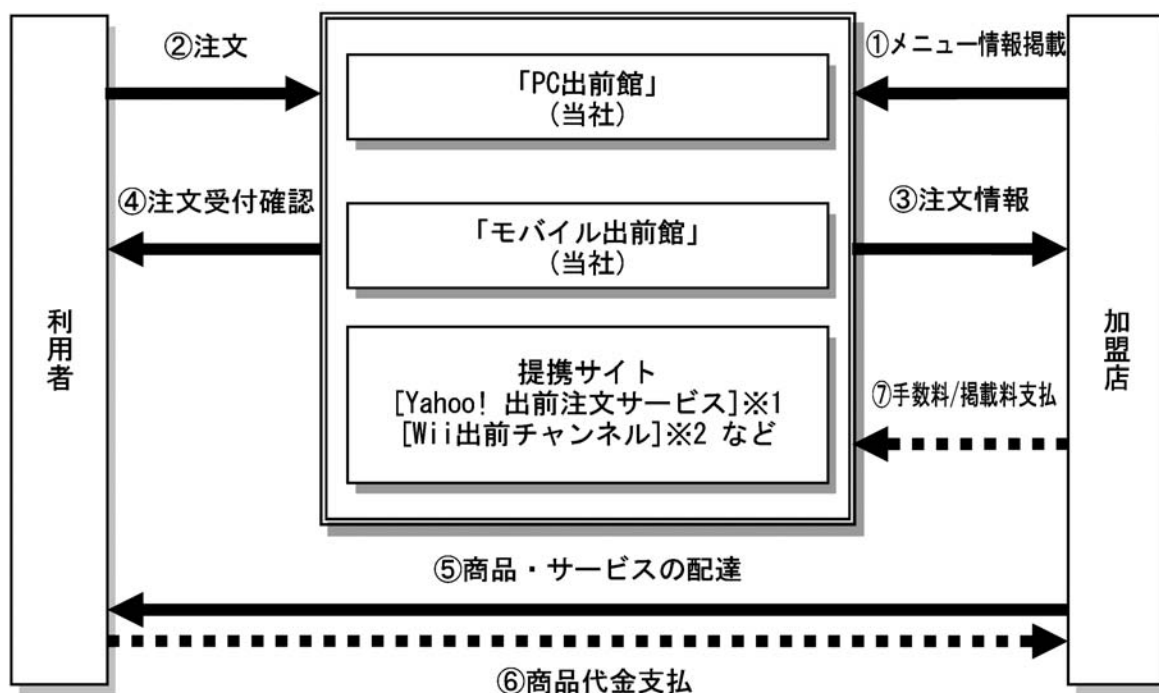 ②注文
①メニュー情報掲載
「PC出前館」
(当社)
④注文受付確認
③注文情報
「モバイル出前館」
(当社)
利用者
加盟店
提携サイト
[Yahoo! 出前注文サービス]※1
[Wii出前チャンネル]※2 など
⑦手数料/掲載料支払
⑤商品・サービスの配達
⑥商品代金支払